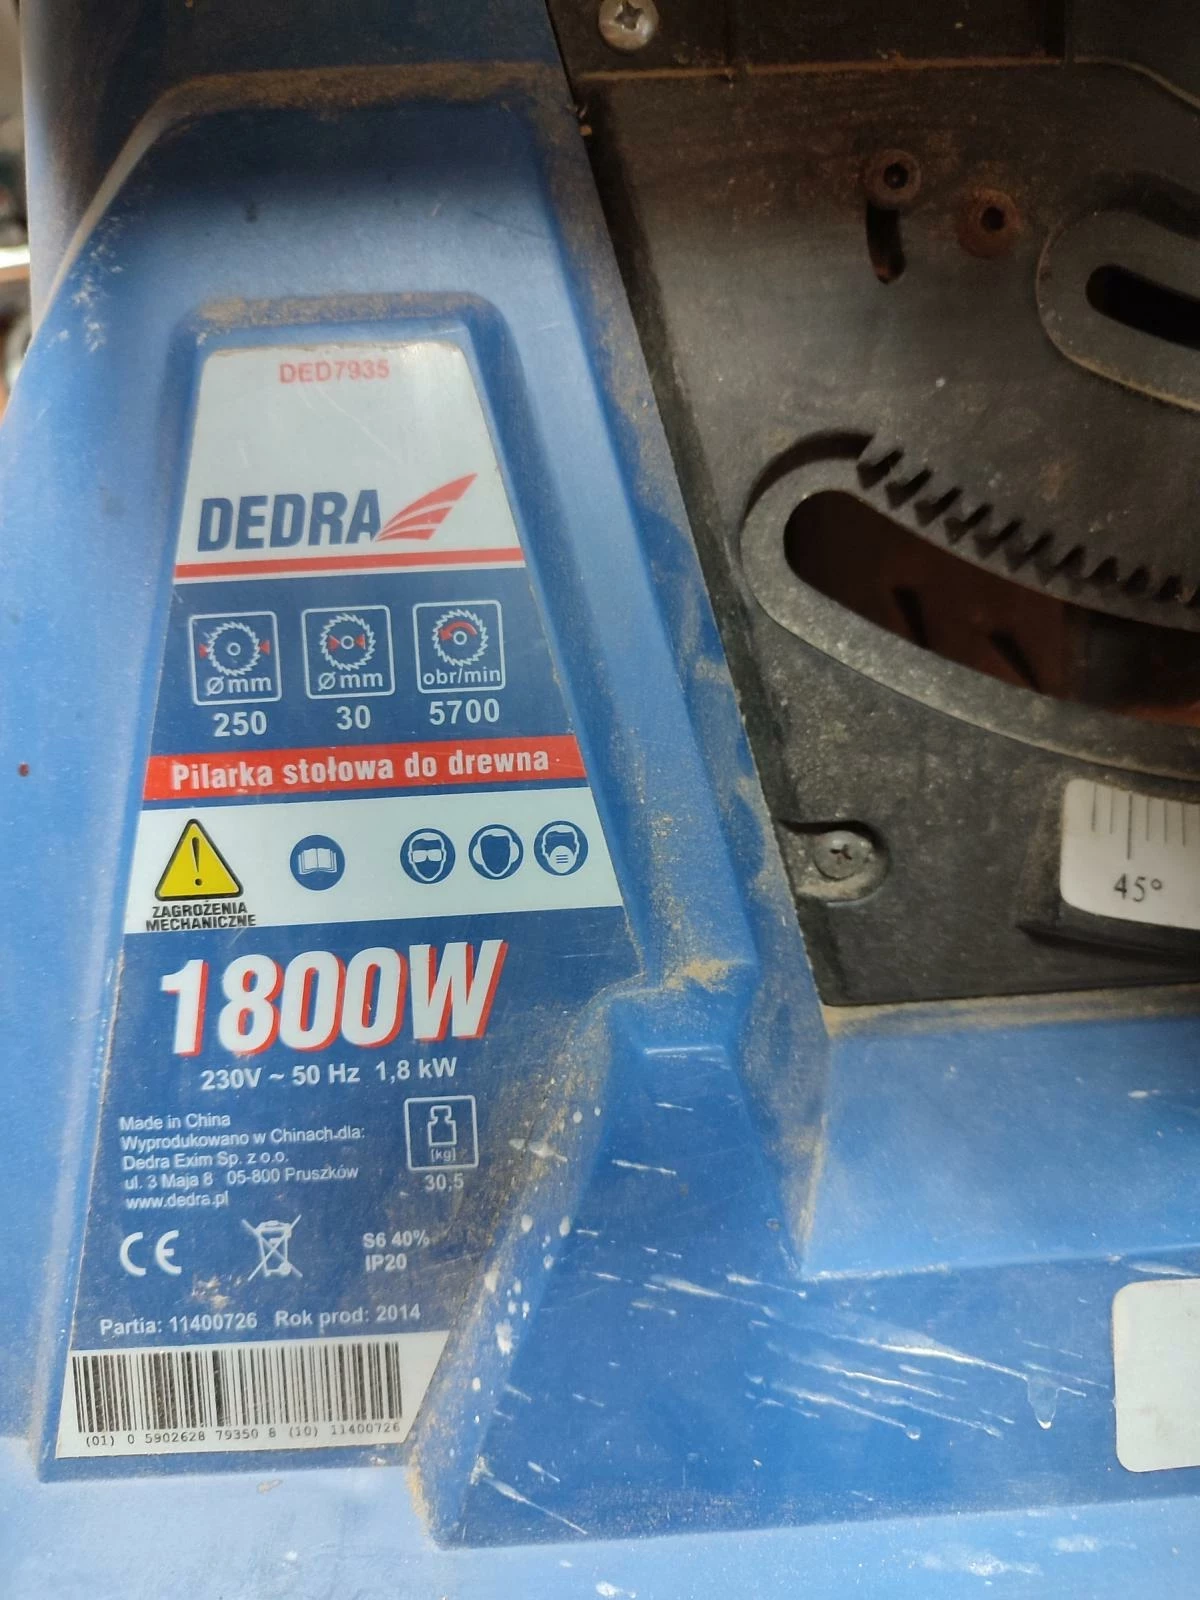 DED7935
DEDRA
Ømm Ømm obr/min
250 30 5700
Pilarka stołowa do drewna
ZAGROŻENIA
MECHANICZNE
1800W
230V ~ 50 Hz 1,8 kW
Made in China
Wyprodukowano w Chinach dla:
Dedra Exim Sp. z o.o.
ul. 3 Maja 8 05-800 Pruszków
www.dedra.pl
[kg]
30,5
CE
S6 40%
IP20
Partia: 11400726 Rok prod: 2014
(01) 0 5902628 79350 8 (10) 11400726
45°